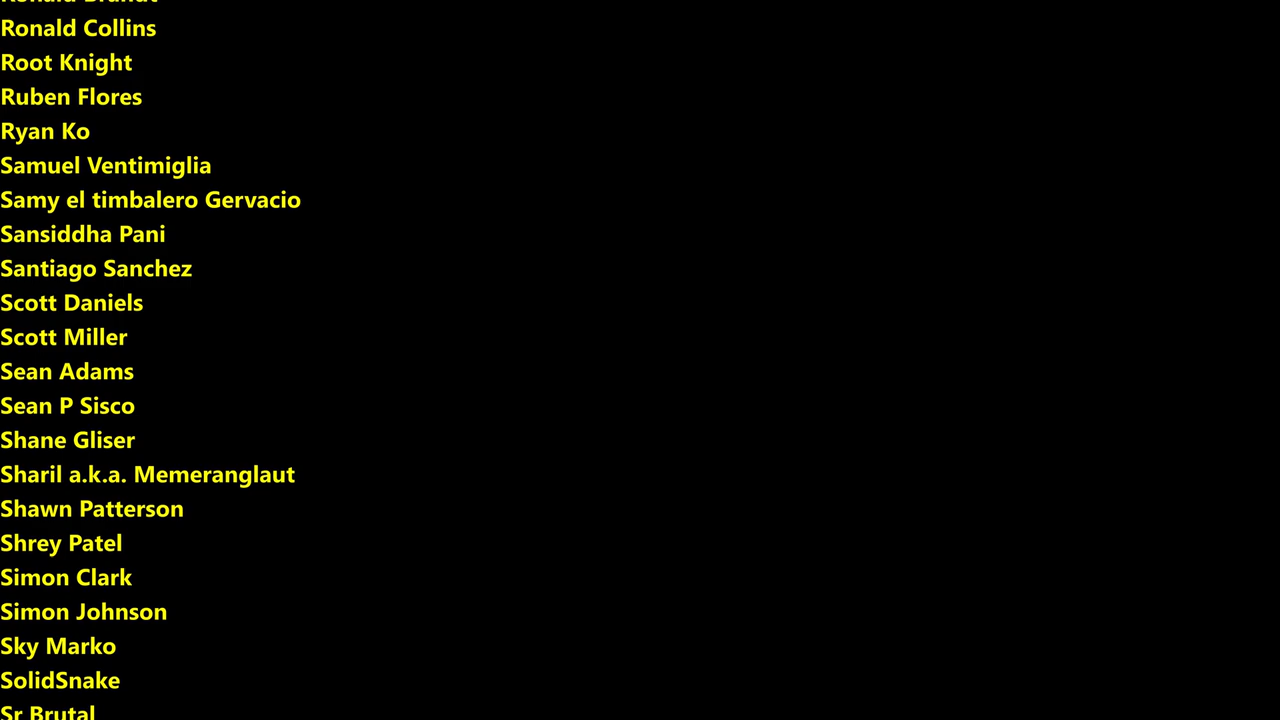 Ronald Brandt
Ronald Collins
Root Knight
Ruben Flores
Ryan Ko
Samuel Ventimiglia
Samy el timbalero Gervacio
Sansiddha Pani
Santiago Sanchez
Scott Daniels
Scott Miller
Sean Adams
Sean P Sisco
Shane Gliser
Sharil a.k.a. Memeranglaut
Shawn Patterson
Shrey Patel
Simon Clark
Simon Johnson
Sky Marko
SolidSnake
Sr Brutal